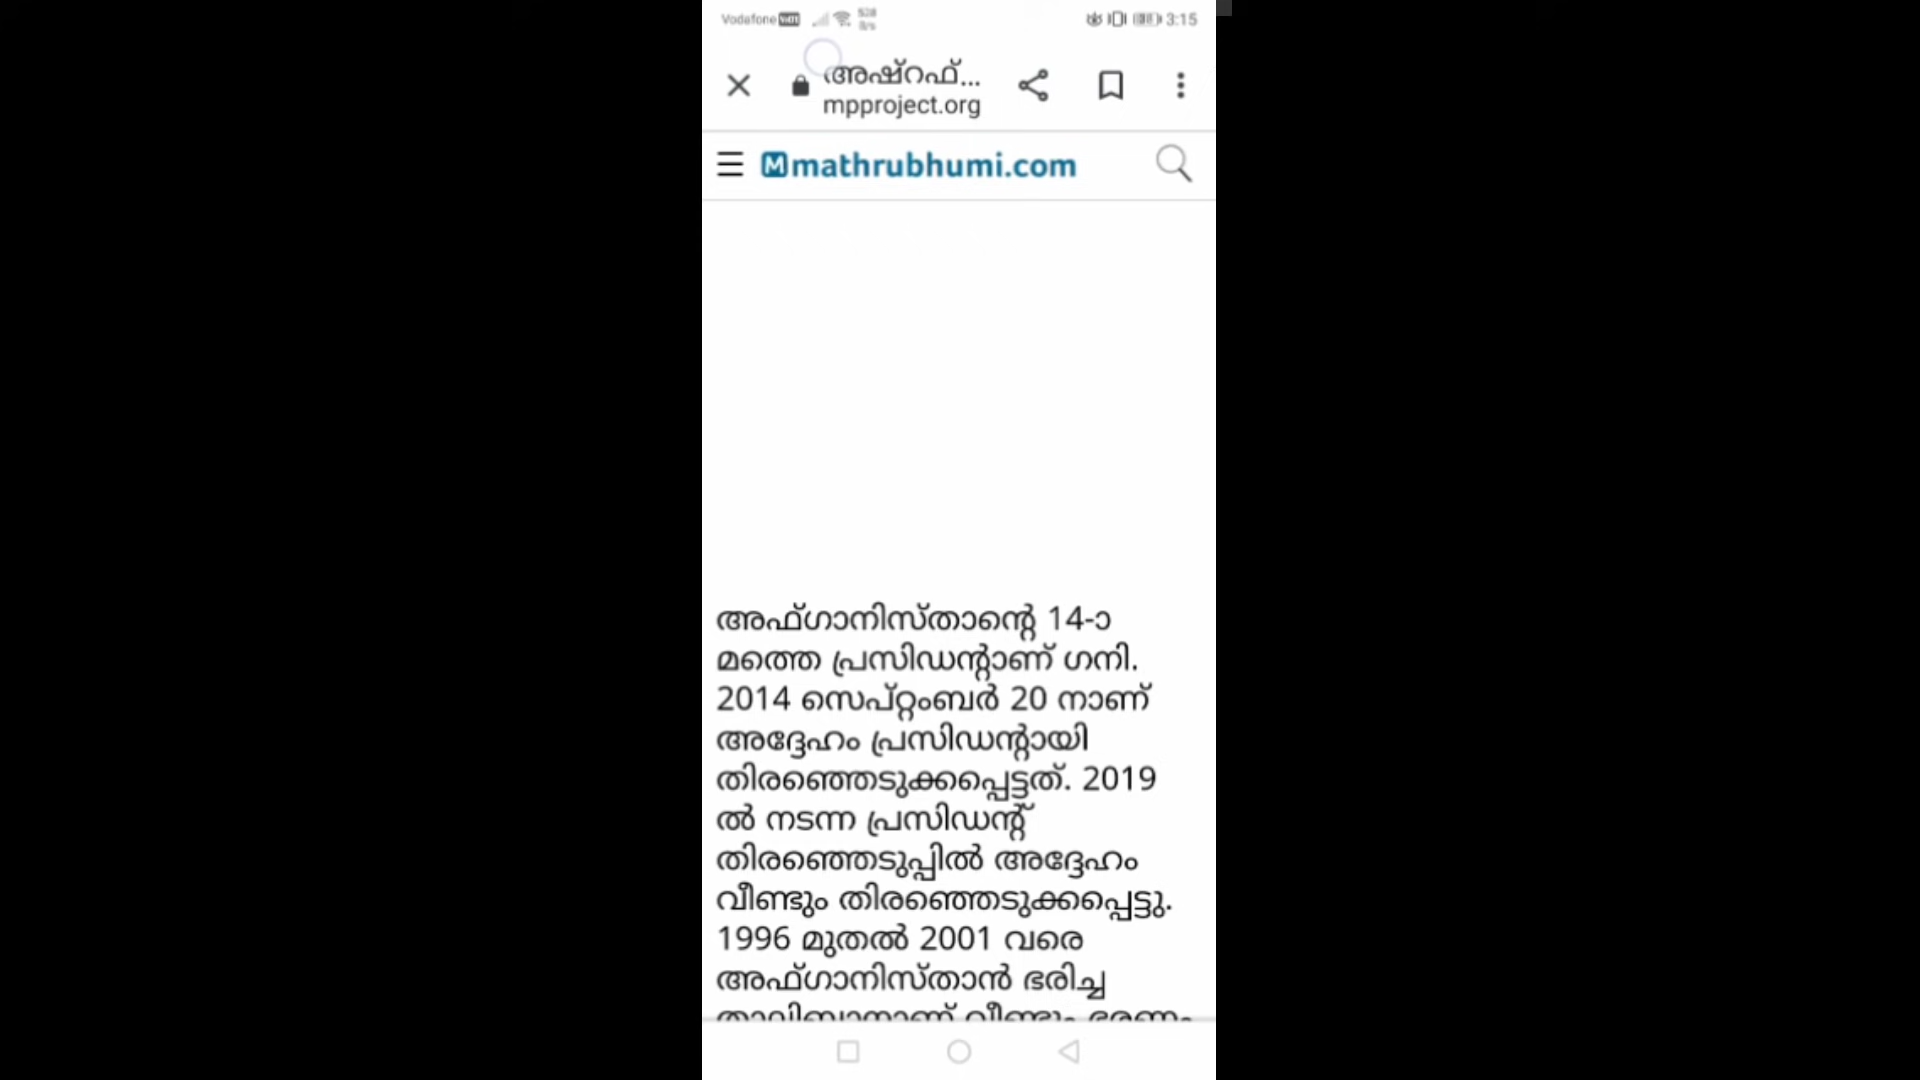 Vodafone
528
B/s
3:15
അഷ്റഫ്...
mpproject.org
mathrubhumi.com
അഫ്ഗാനിസ്താന്റെ 14-ാ
മത്തെ പ്രസിഡന്റാണ് ഗനി.
2014 സെപ്റ്റംബർ 20 നാണ്
അദ്ദേഹം പ്രസിഡന്റായി
തിരഞ്ഞെടുക്കപ്പെട്ടത്. 2019
ൽ നടന്ന പ്രസിഡന്റ്
തിരഞ്ഞെടുപ്പിൽ അദ്ദേഹം
വീണ്ടും തിരഞ്ഞെടുക്കപ്പെട്ടു.
1996 മുതൽ 2001 വരെ
അഫ്ഗാനിസ്താൻ ഭരിച്ച
താലിബാനാണ് വീണ്ടും ഭരണം